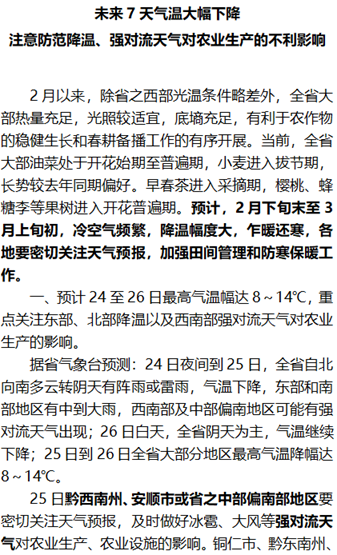 未来 7 天气温大幅下降
注意防范降温、强对流天气对农业生产的不利影响
2 月以来，除省之西部光温条件略差外，全省大
部热量充足，光照较适宜，底墒充足，有利于农作物
的稳健生长和春耕备播工作的有序开展。当前，全省
大部油菜处于开花始期至普遍期，小麦进入拔节期，
长势较去年同期偏好。早春茶进入采摘期，樱桃、蜂
糖李等果树进入开花普遍期。预计，2 月下旬末至 3
月上旬初，冷空气频繁，降温幅度大，乍暖还寒，各
地要密切关注天气预报，加强田间管理和防寒保暖工
作。
一、预计 24 至 26 日最高气温幅达 8～14℃，重
点关注东部、北部降温以及西南部强对流天气对农业
生产的影响。
据省气象台预测：24 日夜间到 25 日，全省自北
向南多云转阴天有阵雨或雷雨，气温下降，东部和南
部地区有中到大雨，西南部及中部偏南地区可能有强
对流天气出现；26 日白天，全省阴天为主，气温继续
下降；25 日到 26 日全省大部分地区最高气温降幅达
8～14℃。
25 日黔西南州、安顺市或省之中部偏南部地区要
密切关注天气预报，及时做好冰雹、大风等强对流天
气对农业生产、农业设施的影响。铜仁市、黔东南州、